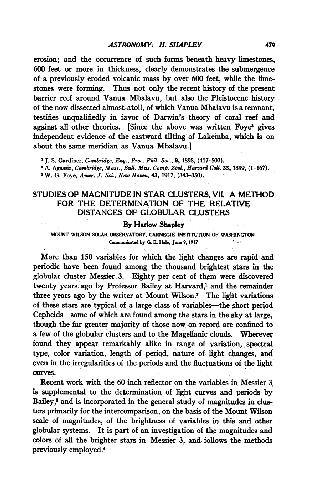 ASTRONOMY: H. SHAPLEY 479
erosion; and the occurrence of such forms beneath heavy limestones,
600 feet or more in thickness, clearly demonstrates the submergence
of a previously eroded volcanic mass by over 600 feet, while the lime-
stones were forming. Thus not only the recent history of the present
barrier reef around Vanua Mbalavu, but also the Pleistocene history
of the now dissected almost-atoll, of which Vanua Mbalavu is a remnant,
testifies unqualifiedly in favor of Darwin's theory of coral reef and
against all other theories. [Since the above was written Foye³ gives
independent evidence of the eastward tilting of Lakemba, which is on
about the same meridian as Vanua Mbalavu.]
¹ J. S. Gardiner, Cambridge, Eng., Proc. Phil. Soc., 9, 1898, (417–503).
² A. Agassiz, Cambridge, Mass., Bull. Mus. Comp. Zool., Harvard Coll. 33, 1899, (1–167).
³ W. G. Foye, Amer. J. Sci., New Haven, 43, 1917, (343–350).
STUDIES OF MAGNITUDE IN STAR CLUSTERS, VII. A METHOD
FOR THE DETERMINATION OF THE RELATIVE
DISTANCES OF GLOBULAR CLUSTERS
By Harlow Shapley
MOUNT WILSON SOLAR OBSERVATORY, CARNEGIE INSTITUTION OF WASHINGTON
Communicated by G. E. Hale, June 9, 1917
More than 150 variables for which the light changes are rapid and
periodic have been found among the thousand brightest stars in the
globular cluster Messier 3. Eighty per cent of them were discovered
twenty years ago by Professor Bailey at Harvard,¹ and the remainder
three years ago by the writer at Mount Wilson.² The light variations
of these stars are typical of a large class of variables—the short period
Cepheids—some of which are found among the stars in the sky at large,
though the far greater majority of those now on record are confined to
a few of the globular clusters and to the Magellanic clouds. Wherever
found they appear remarkably alike in range of variation, spectral
type, color variation, length of period, nature of light changes, and
even in the irregularities of the periods and the fluctuations of the light
curves.
Recent work with the 60-inch reflector on the variables in Messier 3,
is supplemental to the determination of light curves and periods by
Bailey,³ and is incorporated in the general study of magnitudes in clus-
ters primarily for the intercomparison, on the basis of the Mount Wilson
scale of magnitudes, of the brightness of variables in this and other
globular systems. It is part of an investigation of the magnitudes and
colors of all the brighter stars in Messier 3, and follows the methods
previously employed.⁴